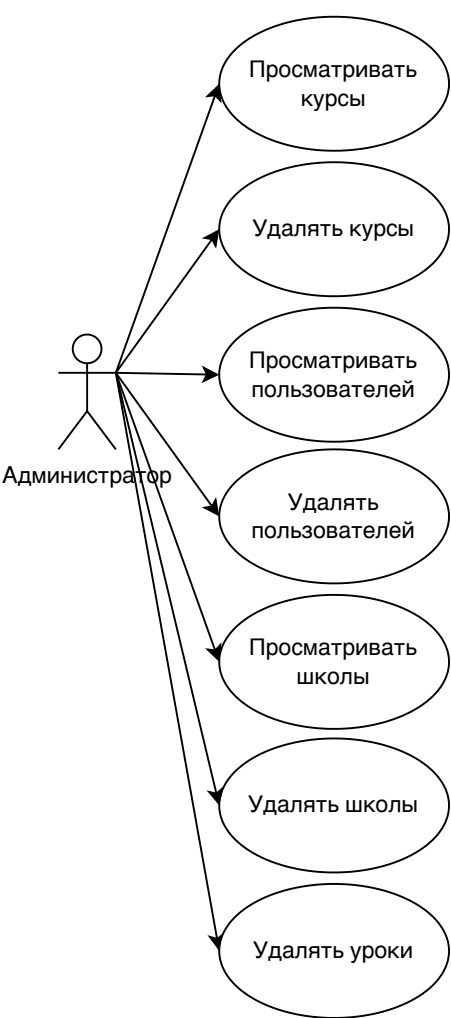 Просматривать
курсы
Удалять курсы
Просматривать
пользователей
Администратор
Удалять
пользователей
Просматривать
школы
Удалять школы
Удалять уроки